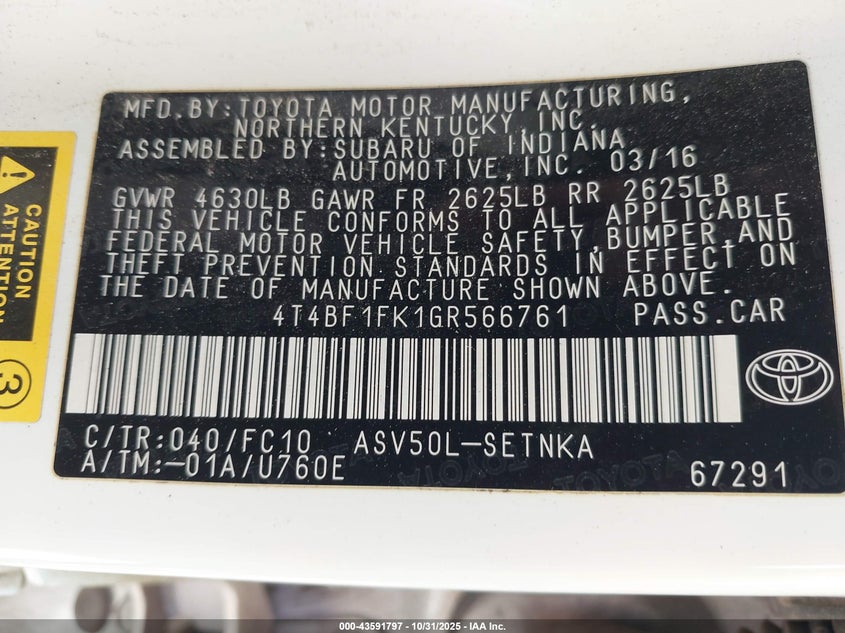 MFD.BY:TOYOTA MOTOR MANUFACTURING,
NORTHERN KENTUCKY,INC.
ASSEMBLED BY:SUBARU OF INDIANA
AUTOMOTIVE,INC. 03/16
GVWR 4630LB GAWR FR 2625LB RR 2625LB
THIS VEHICLE CONFORMS TO ALL APPLICABLE
FEDERAL MOTOR VEHICLE SAFETY,BUMPER,AND
THEFT PREVENTION STANDARDS IN EFFECT ON
THE DATE OF MANUFACTURE SHOWN ABOVE.
4T4BF1FK1GR566761 PASS.CAR
C/TR:040/FC10 ASV50L-SETNKA
A/TM:-01A/U760E 67291
CAUTION
ATTENTION
3
000-43591797 - 10/31/2025 - IAA Inc.